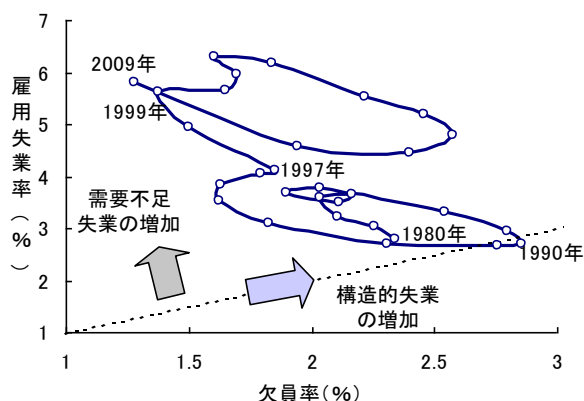 雇用失業率(%)
7
6
5
4
3
2
1
2009年
1999年
1997年
需要不足
失業の増加
1980年
1990年
構造的失業
の増加
1
1.5
2
2.5
3
欠員率(%)